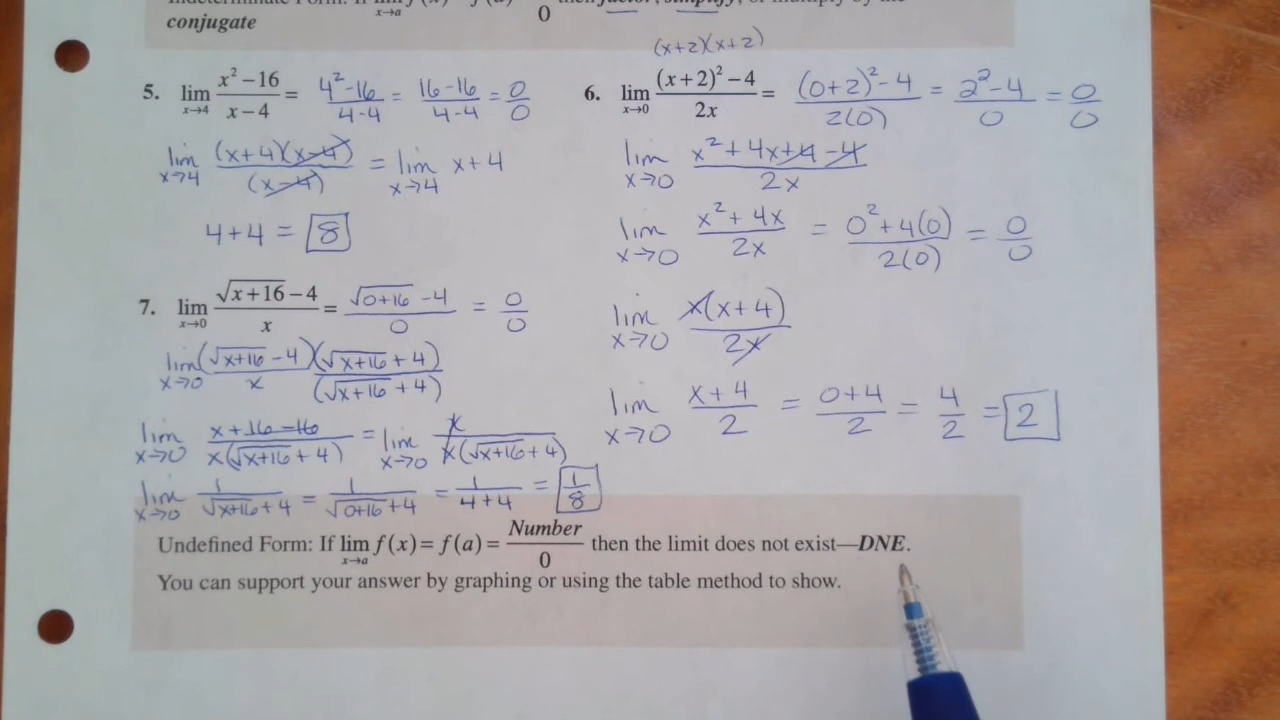 0 then factor, simplify, or multiply by the
conjugate
5. lim x→4 (x² − 16)/(x − 4) = (4² − 16)/(4 − 4) = (16 − 16)/(4 − 4) = 0/0
lim x→4 (x+4)(x−4)/(x−4) = lim x→4 x+4
4+4 = 8
(x+2)(x+2)
6. lim x→0 ((x + 2)² − 4)/(2x) = ((0+2)² − 4)/(2(0)) = (2² − 4)/0 = 0/0
lim x→0 (x² + 4x + 4 − 4)/(2x)
lim x→0 (x² + 4x)/(2x) = (0² + 4(0))/(2(0)) = 0/0
lim x→0 x(x+4)/(2x)
lim x→0 (x+4)/2 = (0+4)/2 = 4/2 = 2
7. lim x→0 (√(x+16) − 4)/x = (√(0+16) − 4)/0 = 0/0
lim x→0 (√(x+16) − 4)/x (√(x+16) + 4)/(√(x+16) + 4)
lim x→0 (x+16−16)/(x(√(x+16) + 4)) = lim x→0 x/(x(√(x+16) + 4))
lim x→0 1/(√(x+16) + 4) = 1/(√(0+16) + 4) = 1/(4+4) = 1/8
Undefined Form: If lim x→a f(x) = f(a) = Number/0 then the limit does not exist—DNE.
You can support your answer by graphing or using the table method to show.